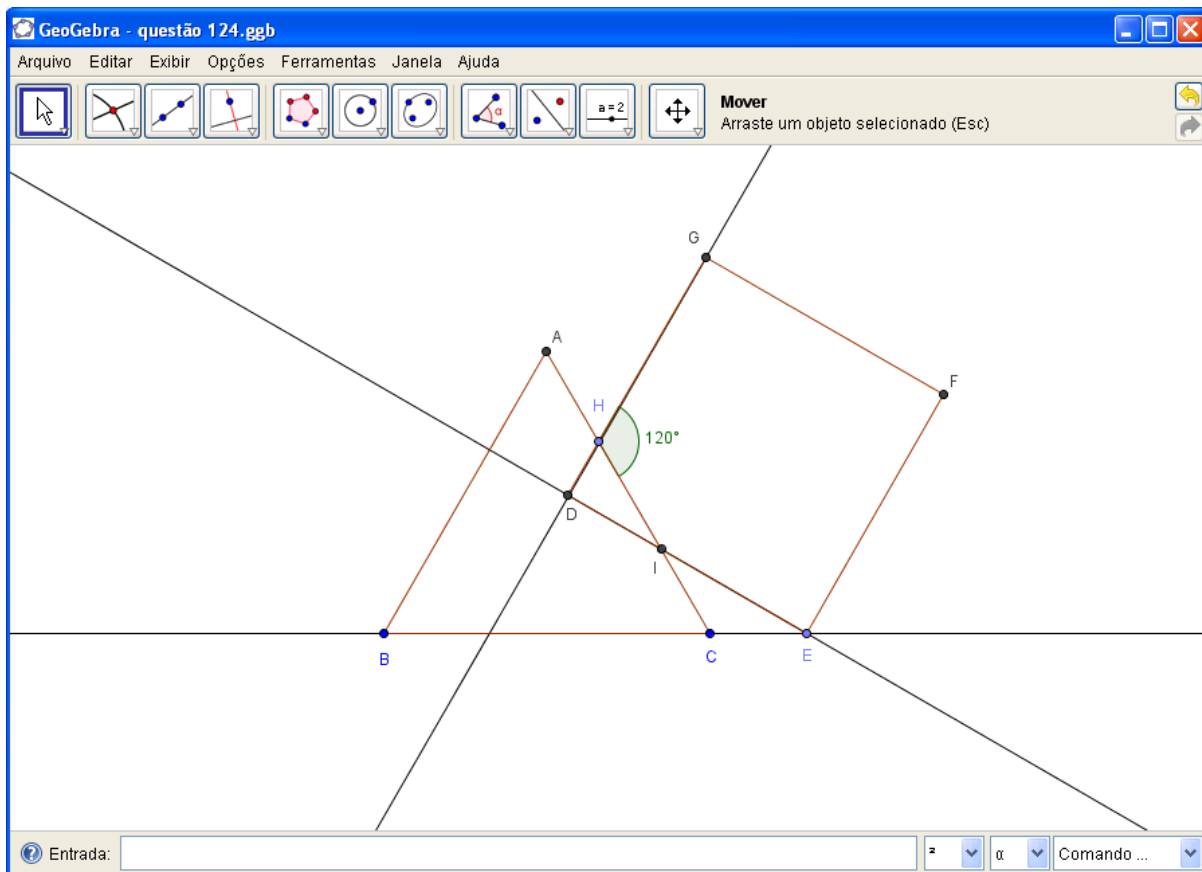 GeoGebra - questão 124.ggb
Arquivo Editar Exibir Opções Ferramentas Janela Ajuda
α
a = 2
Mover
Arraste um objeto selecionado (Esc)
G
A
F
H
120°
D
I
B
C
E
Entrada:
²
α
Comando ...